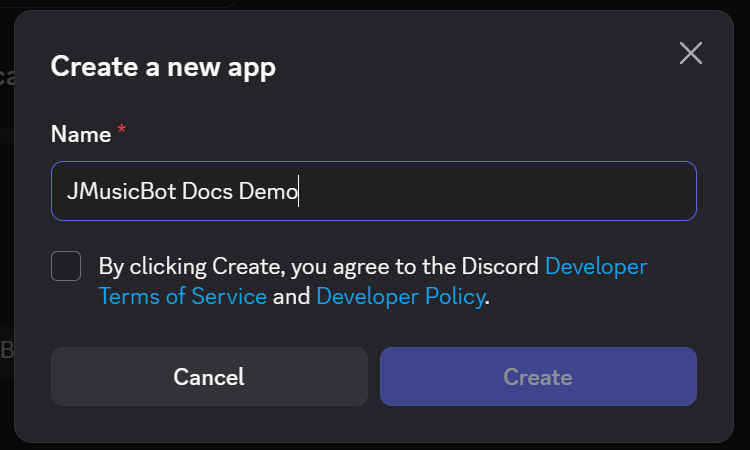 Create a new app
Name *
JMusicBot Docs Demo
By clicking Create, you agree to the Discord Developer
Terms of Service and Developer Policy.
Cancel
Create